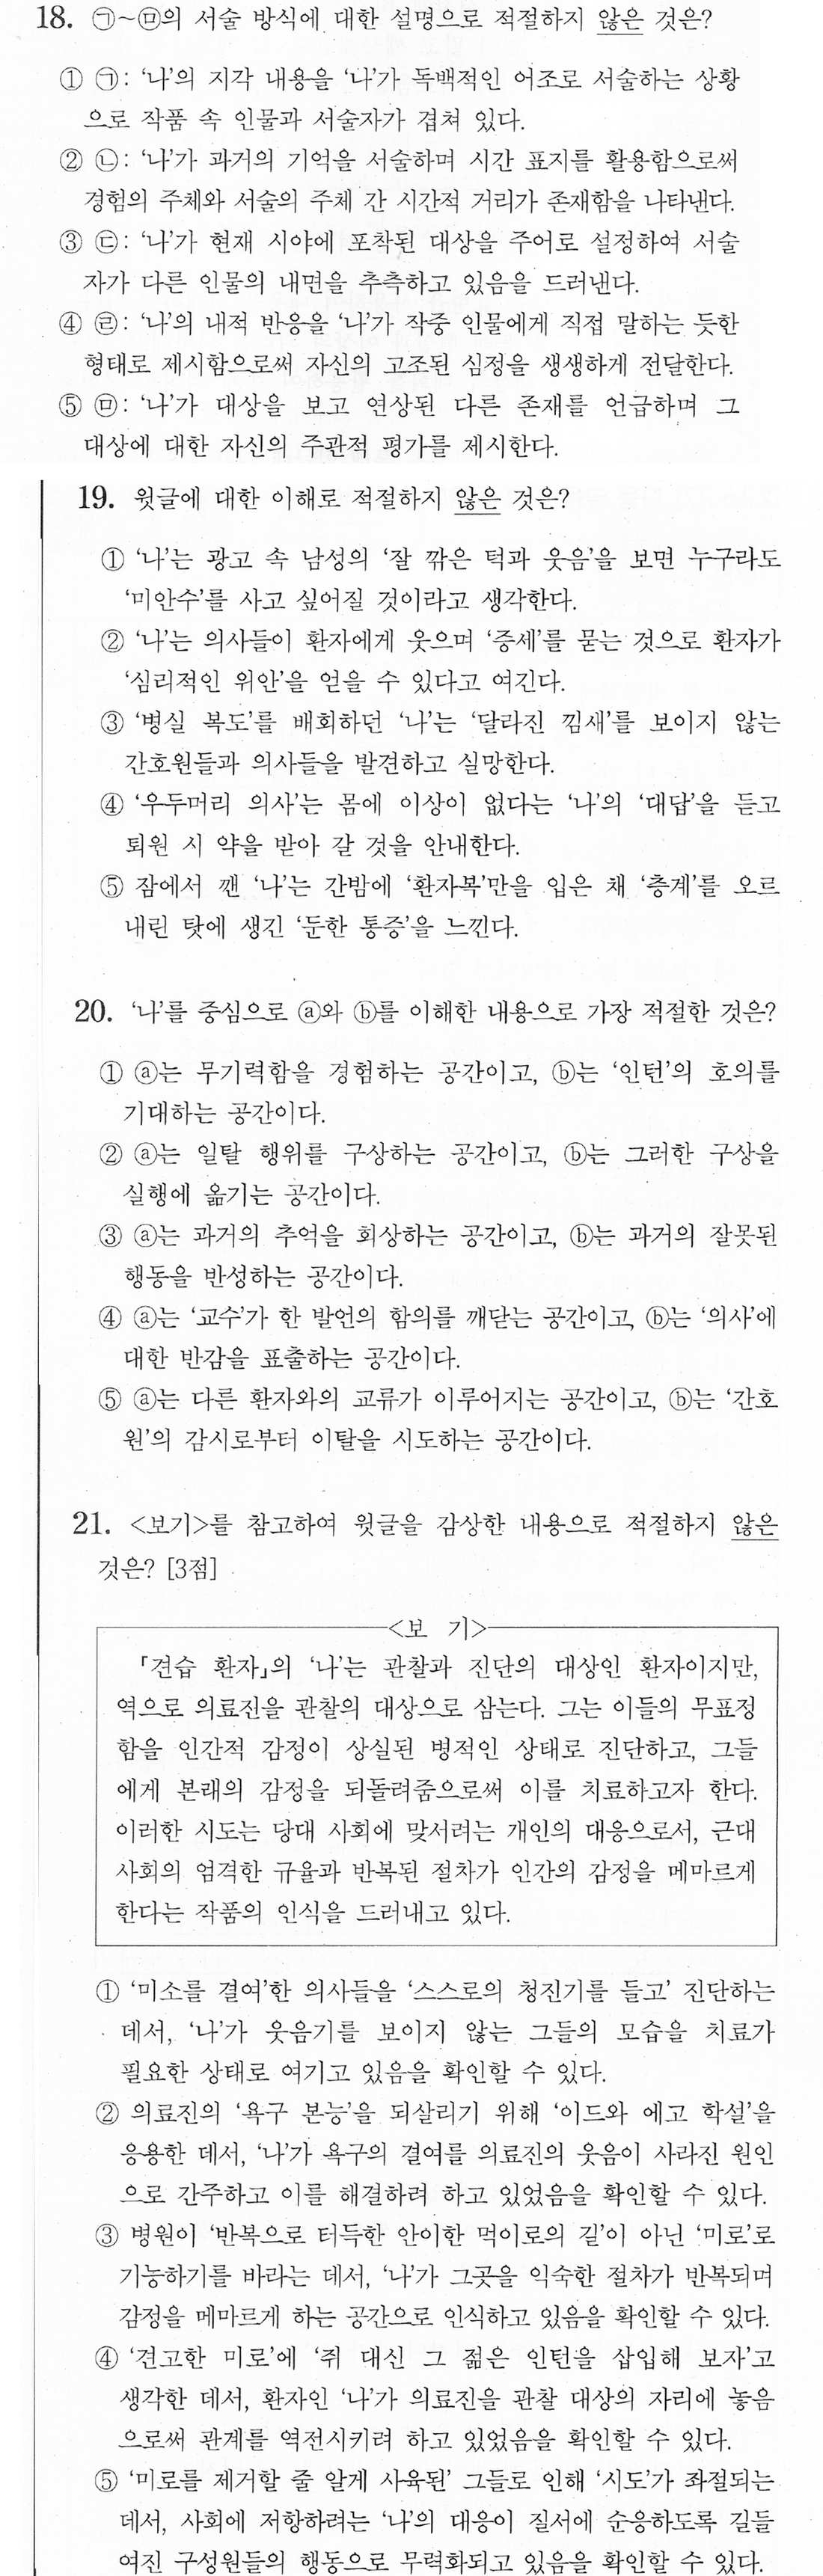 18. ㉠~㉤의 서술 방식에 대한 설명으로 적절하지 않은 것은?
① ㉠: ‘나’의 지각 내용을 ‘나’가 독백적인 어조로 서술하는 상황
으로 작품 속 인물과 서술자가 겹쳐 있다.
② ㉡: ‘나’가 과거의 기억을 서술하며 시간 표지를 활용함으로써
경험의 주체와 서술의 주체 간 시간적 거리가 존재함을 나타낸다.
③ ㉢: ‘나’가 현재 시야에 포착된 대상을 주어로 설정하여 서술
자가 다른 인물의 내면을 추측하고 있음을 드러낸다.
④ ㉣: ‘나’의 내적 반응을 ‘나’가 작중 인물에게 직접 말하는 듯한
형태로 제시함으로써 자신의 고조된 심정을 생생하게 전달한다.
⑤ ㉤: ‘나’가 대상을 보고 연상된 다른 존재를 언급하며 그
대상에 대한 자신의 주관적 평가를 제시한다.
19. 윗글에 대한 이해로 적절하지 않은 것은?
① ‘나’는 광고 속 남성의 ‘잘 깎은 턱과 웃음’을 보면 누구라도
‘미안수’를 사고 싶어질 것이라고 생각한다.
② ‘나’는 의사들이 환자에게 웃으며 ‘증세’를 묻는 것으로 환자가
‘심리적인 위안’을 얻을 수 있다고 여긴다.
③ ‘병실 복도’를 배회하던 ‘나’는 ‘달라진 낌새’를 보이지 않는
간호원들과 의사들을 발견하고 실망한다.
④ ‘우두머리 의사’는 몸에 이상이 없다는 ‘나’의 ‘대답’을 듣고
퇴원 시 약을 받아 갈 것을 안내한다.
⑤ 잠에서 깬 ‘나’는 간밤에 ‘환자복’만을 입은 채 ‘층계’를 오르
내린 탓에 생긴 ‘둔한 통증’을 느낀다.
20. ‘나’를 중심으로 ⓐ와 ⓑ를 이해한 내용으로 가장 적절한 것은?
① ⓐ는 무기력함을 경험하는 공간이고, ⓑ는 ‘인턴’의 호의를
기대하는 공간이다.
② ⓐ는 일탈 행위를 구상하는 공간이고, ⓑ는 그러한 구상을
실행에 옮기는 공간이다.
③ ⓐ는 과거의 추억을 회상하는 공간이고, ⓑ는 과거의 잘못된
행동을 반성하는 공간이다.
④ ⓐ는 ‘교수’가 한 발언의 함의를 깨닫는 공간이고, ⓑ는 ‘의사’에
대한 반감을 표출하는 공간이다.
⑤ ⓐ는 다른 환자와의 교류가 이루어지는 공간이고, ⓑ는 ‘간호
원’의 감시로부터 이탈을 시도하는 공간이다.
21. <보기>를 참고하여 윗글을 감상한 내용으로 적절하지 않은
것은? [3점]
<보 기>
「견습 환자」의 ‘나’는 관찰과 진단의 대상인 환자이지만,
역으로 의료진을 관찰의 대상으로 삼는다. 그는 이들의 무표정
함을 인간적 감정이 상실된 병적인 상태로 진단하고, 그들
에게 본래의 감정을 되돌려줌으로써 이를 치료하고자 한다.
이러한 시도는 당대 사회에 맞서려는 개인의 대응으로서, 근대
사회의 엄격한 규율과 반복된 절차가 인간의 감정을 메마르게
한다는 작품의 인식을 드러내고 있다.
① ‘미소를 결여’한 의사들을 ‘스스로의 청진기를 들고’ 진단하는
데서, ‘나’가 웃음기를 보이지 않는 그들의 모습을 치료가
필요한 상태로 여기고 있음을 확인할 수 있다.
② 의료진의 ‘욕구 본능’을 되살리기 위해 ‘이드와 에고 학설’을
응용한 데서, ‘나’가 욕구의 결여를 의료진의 웃음이 사라진 원인
으로 간주하고 이를 해결하려 하고 있었음을 확인할 수 있다.
③ 병원이 ‘반복으로 터득한 안이한 먹이로의 길’이 아닌 ‘미로’로
기능하기를 바라는 데서, ‘나’가 그곳을 익숙한 절차가 반복되며
감정을 메마르게 하는 공간으로 인식하고 있음을 확인할 수 있다.
④ ‘견고한 미로’에 ‘쥐 대신 그 젊은 인턴을 삽입해 보자’고
생각한 데서, 환자인 ‘나’가 의료진을 관찰 대상의 자리에 놓음
으로써 관계를 역전시키려 하고 있었음을 확인할 수 있다.
⑤ ‘미로를 제거할 줄 알게 사육된’ 그들로 인해 ‘시도’가 좌절되는
데서, 사회에 저항하려는 ‘나’의 대응이 질서에 순응하도록 길들
여진 구성원들의 행동으로 무력화되고 있음을 확인할 수 있다.